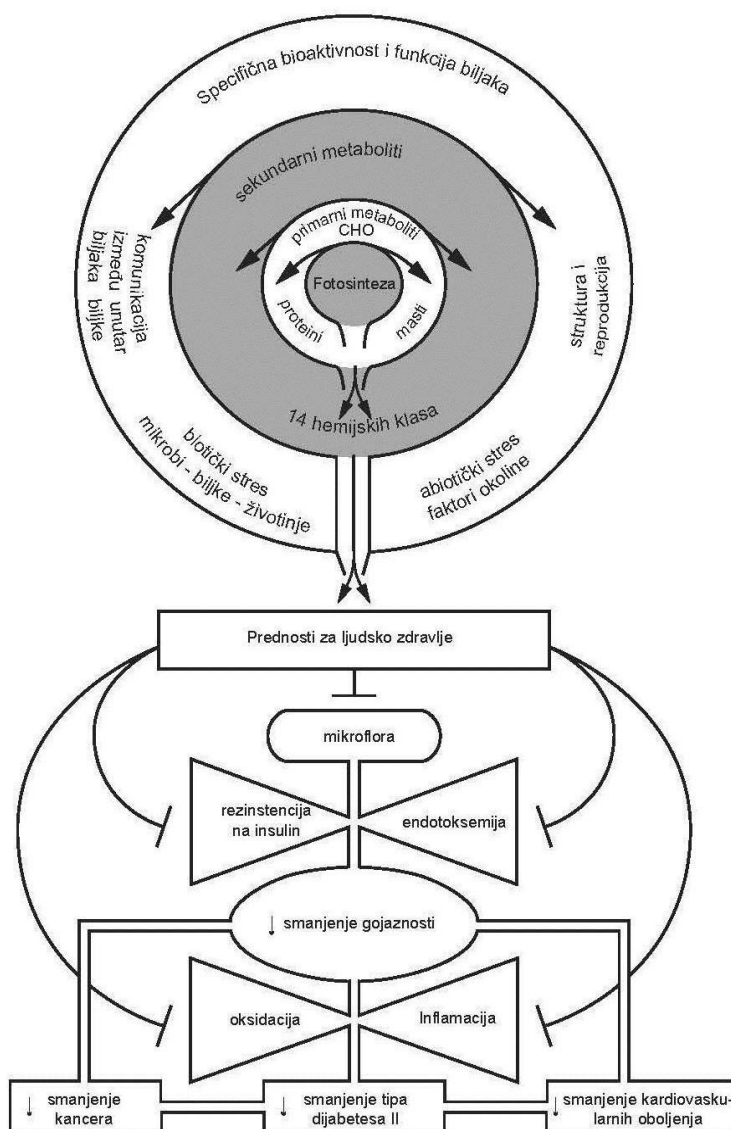 Specifična bioaktivnost i funkcija biljaka
sekundarni metaboliti
primarni metaboliti
CHO
Fotosinteza
proteini
masti
komunikacija
između unutar
biljaka biljke
struktura i
reprodukcija
14 hemijskih klasa
biotički stres
mikrobi - biljke - životinje
abiotički stres
faktori okoline
Prednosti za ljudsko zdravlje
mikroflora
rezinstencija
na insulin
endotoksemija
↓ smanjenje gojaznosti
oksidacija
Inflamacija
↓ smanjenje
kancera
↓ smanjenje tipa
dijabetesa II
↓ smanjenje kardiovasku-
larnih oboljenja